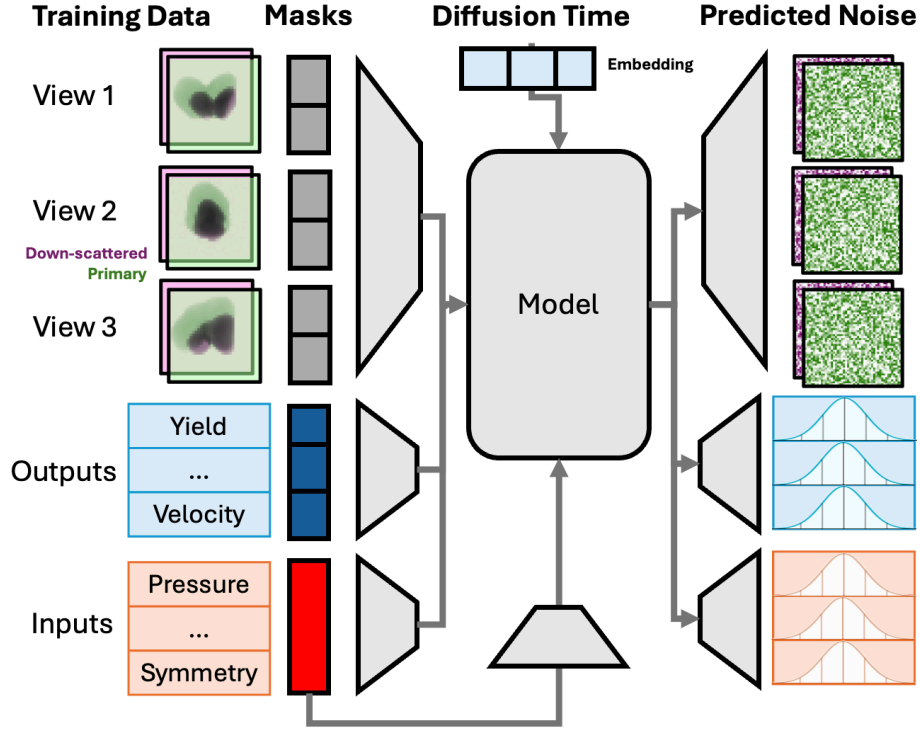 Training Data
Masks
Diffusion Time
Predicted Noise
Embedding
View 1
View 2
Down-scattered
Primary
View 3
Model
Outputs
Yield
...
Velocity
Inputs
Pressure
...
Symmetry